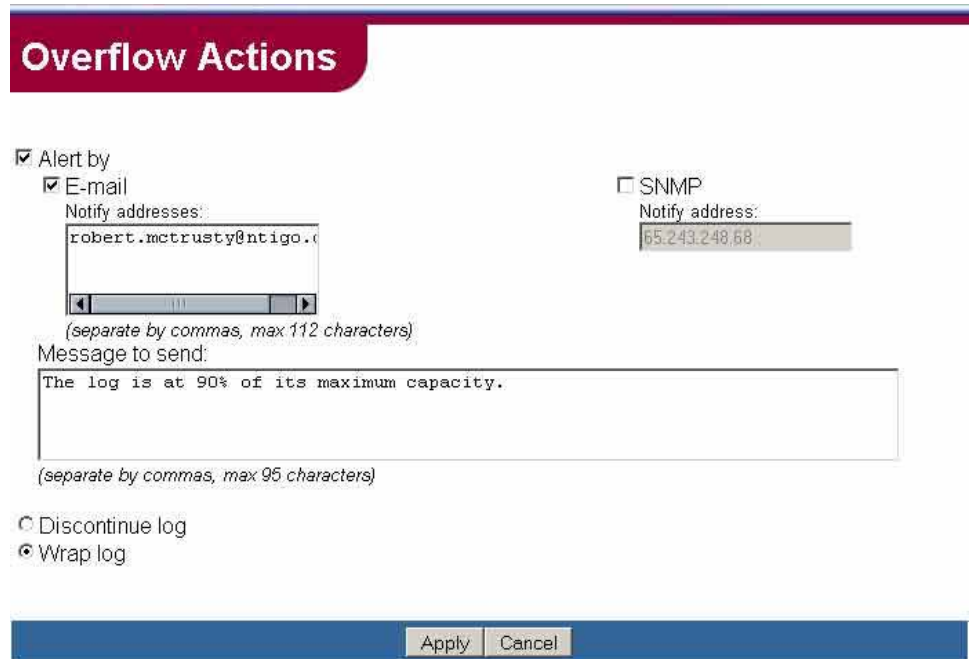 Overflow Actions
Alert by
E-mail
SNMP
Notify addresses:
Notify address:
robert.mctrusty@ntigo.
65.243.248.68
(separate by commas, max 112 characters)
Message to send:
The log is at 90% of its maximum capacity.
(separate by commas, max 95 characters)
Discontinue log
Wrap log
Apply
Cancel